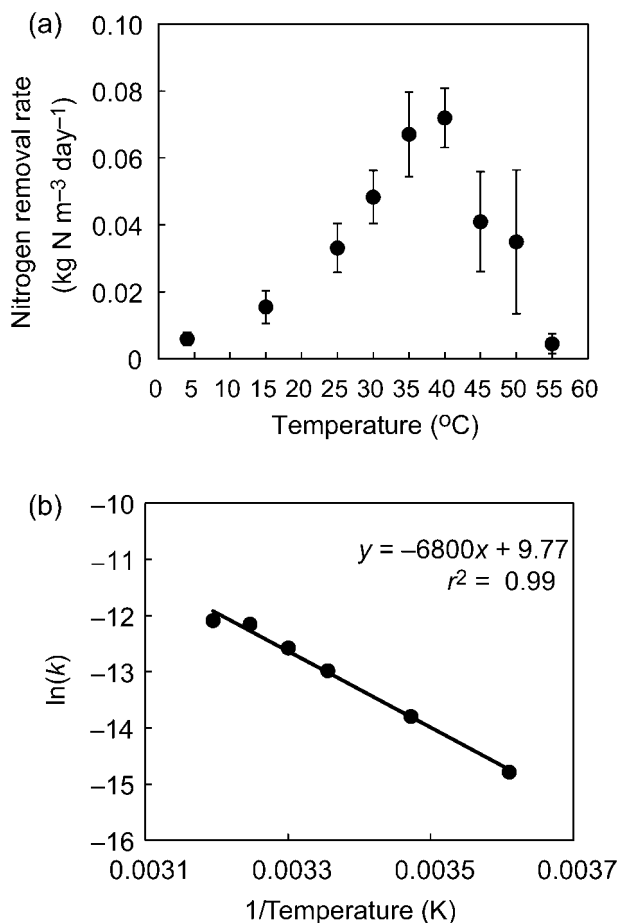 (a)
Nitrogen removal rate
(kg N m⁻³ day⁻¹)
0.10
0.08
0.06
0.04
0.02
0
0 5 10 15 20 25 30 35 40 45 50 55 60
Temperature (°C)
(b)
ln(k)
–10
–11
–12
–13
–14
–15
–16
y = –6800x + 9.77
r² = 0.99
0.0031 0.0033 0.0035 0.0037
1/Temperature (K)